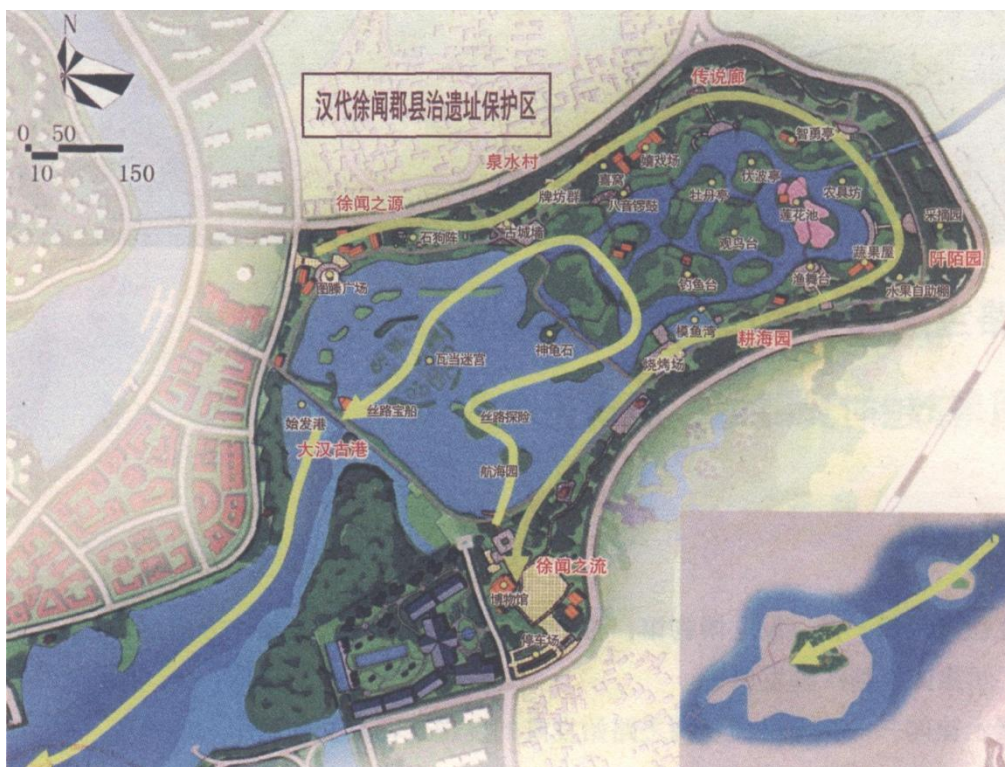 N
0 50
10 150
汉代徐闻郡县治遗址保护区
传说廊
智勇亭
泉水村
嬉戏场
伏波亭
农具坊
牌坊群
八音锣鼓
牡丹亭
莲花池
采摘园
徐闻之源
石狗阵
古城墙
观鸟台
蔬果屋
阡陌园
图腾广场
钓鱼台
渔舞台
水果自助棚
摸鱼湾
耕海园
神龟石
烧烤场
瓦当迷宫
丝路宝船
丝路探险
始发港
大汉古港
航海园
徐闻之流
博物馆
停车场